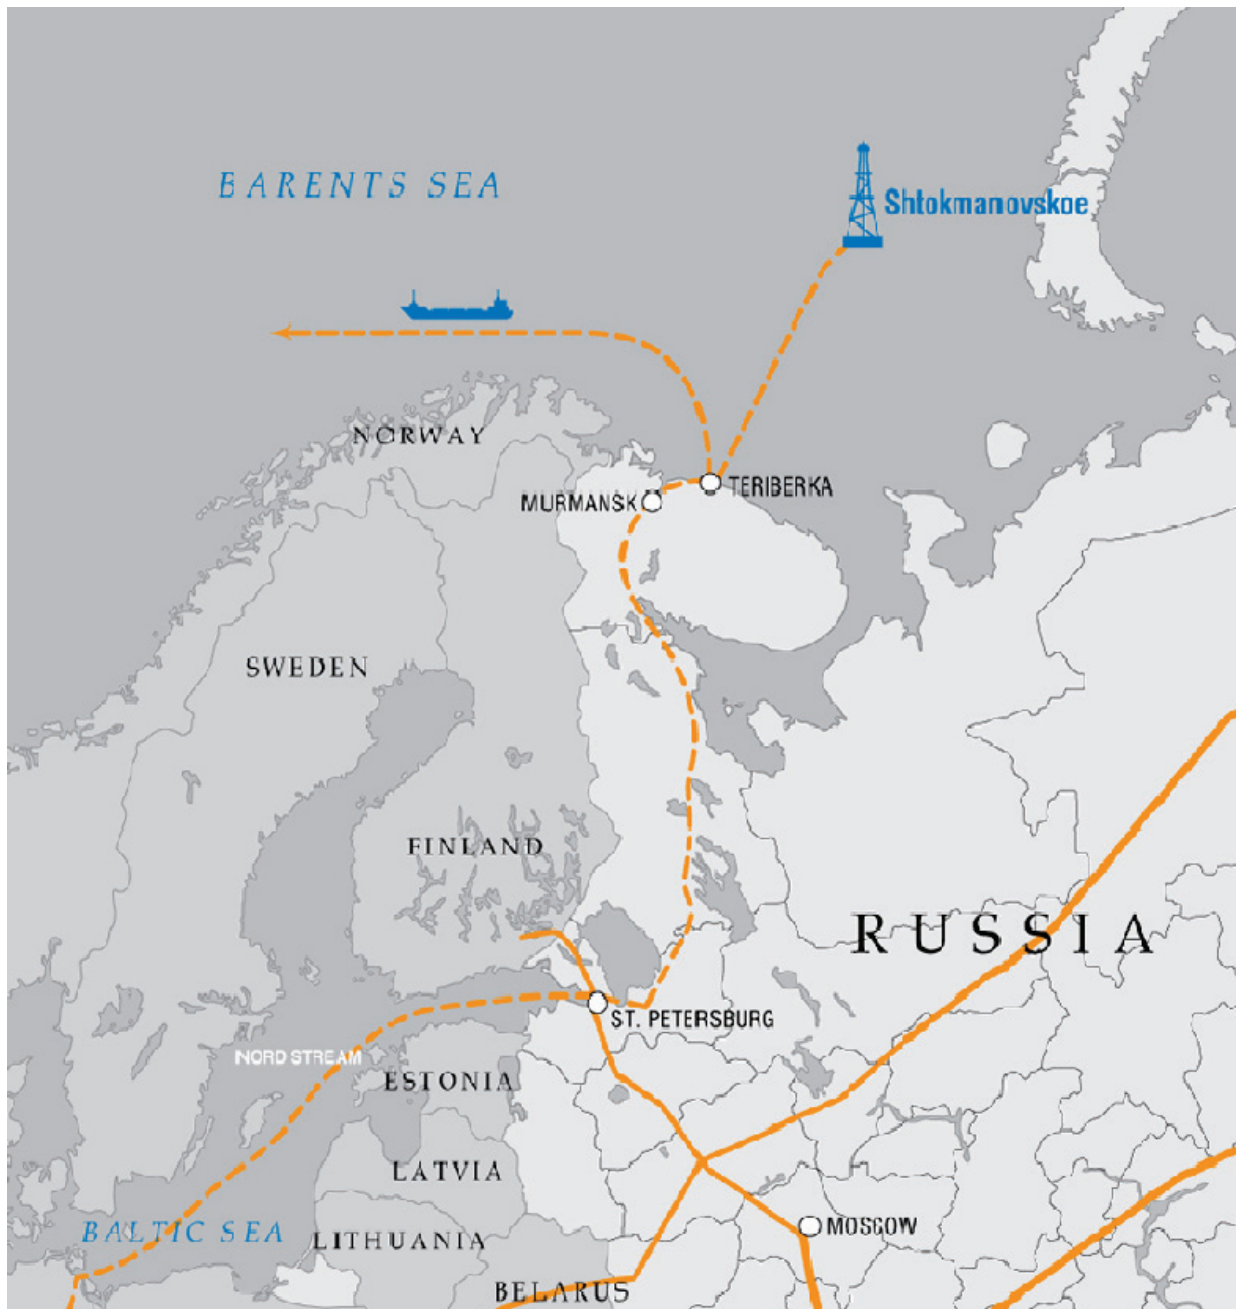 BARENTS SEA
Shtokmanovskoe
NORWAY
MURMANSK
TERIBERKA
SWEDEN
FINLAND
RUSSIA
ST. PETERSBURG
NORD STREAM
ESTONIA
LATVIA
BALTIC SEA
LITHUANIA
MOSCOW
BELARUS